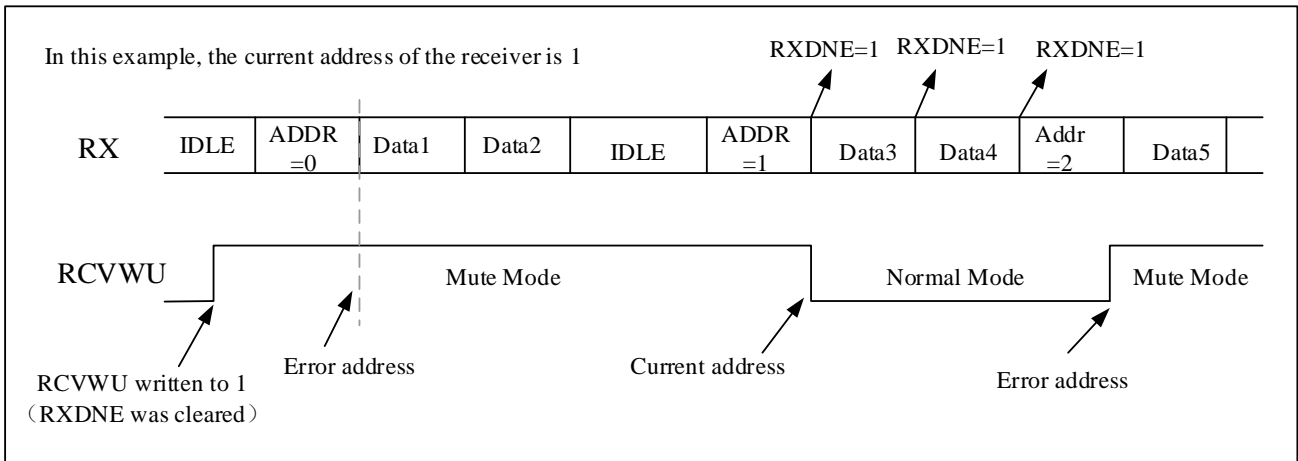 In this example, the current address of the receiver is 1
RXDNE=1 RXDNE=1 RXDNE=1
RX
IDLE
ADDR
=0
Data1
Data2
IDLE
ADDR
=1
Data3
Data4
Addr
=2
Data5
RCVWU
Mute Mode
Normal Mode
Mute Mode
RCVWU written to 1
（RXDNE was cleared）
Error address
Current address
Error address